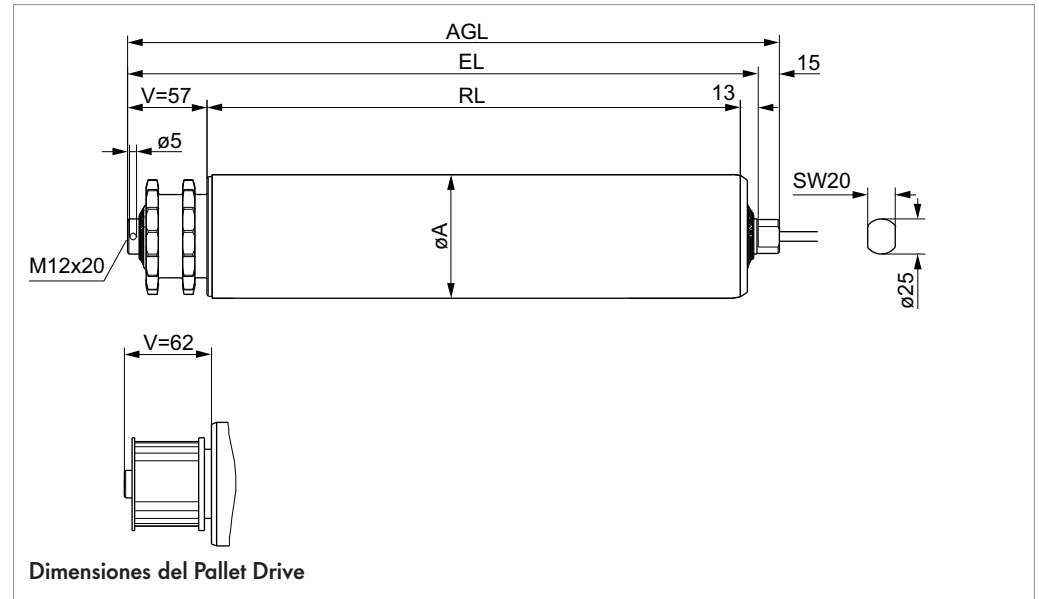 AGL
EL
15
V=57
RL
13
ø5
SW20
øA
M12x20
ø25
V=62
Dimensiones del Pallet Drive